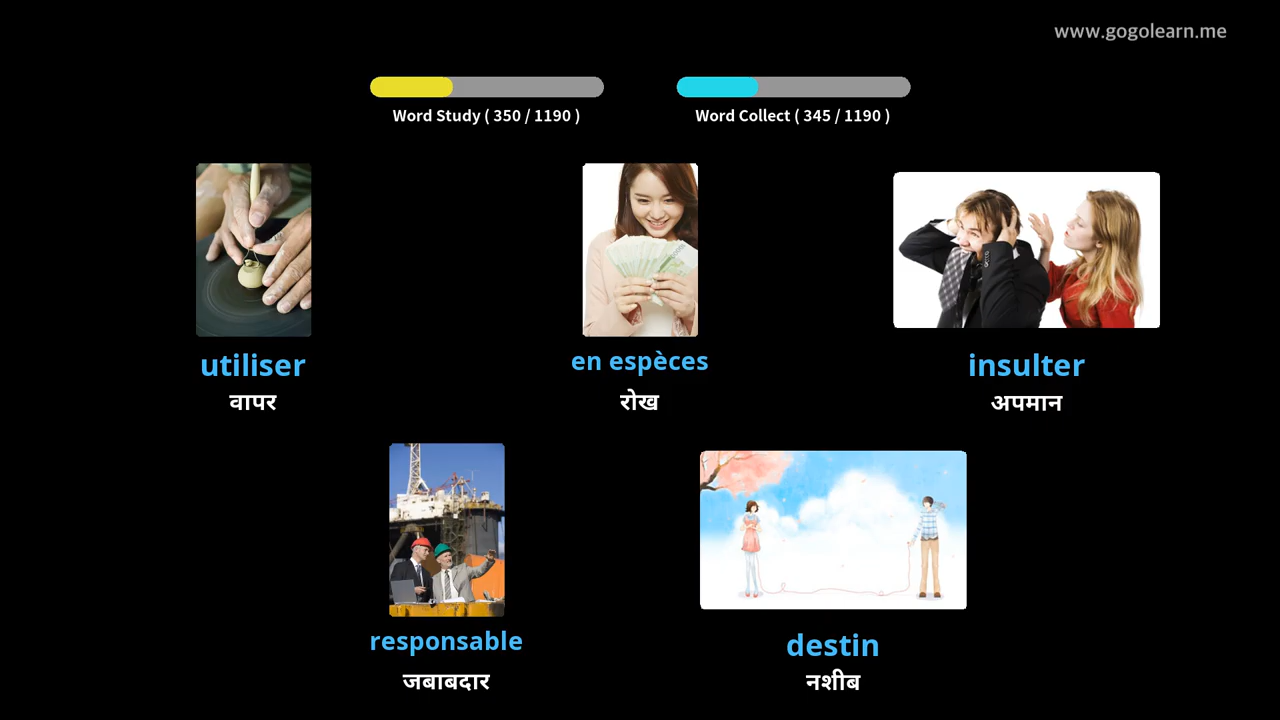 www.gogolearn.me
Word Study ( 350 / 1190 )
Word Collect ( 345 / 1190 )
utiliser
वापर
en espèces
रोख
insulter
अपमान
responsable
जबाबदार
destin
नशीब